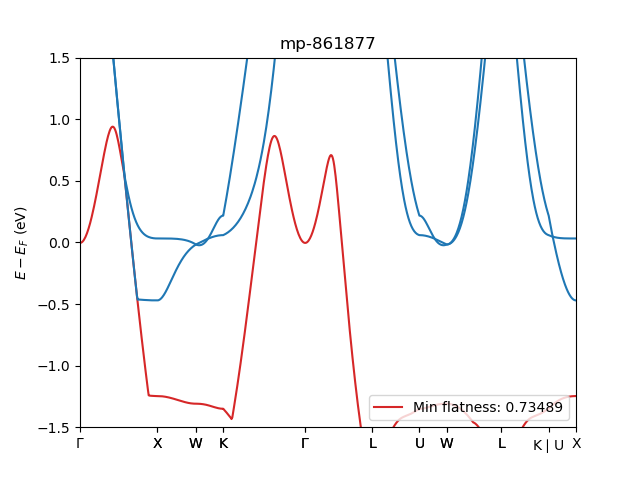 mp-861877
E − E_F (eV)
1.5
1.0
0.5
0.0
−0.5
−1.0
−1.5
Min flatness: 0.73489
Γ X W K Γ L U W L K | U X